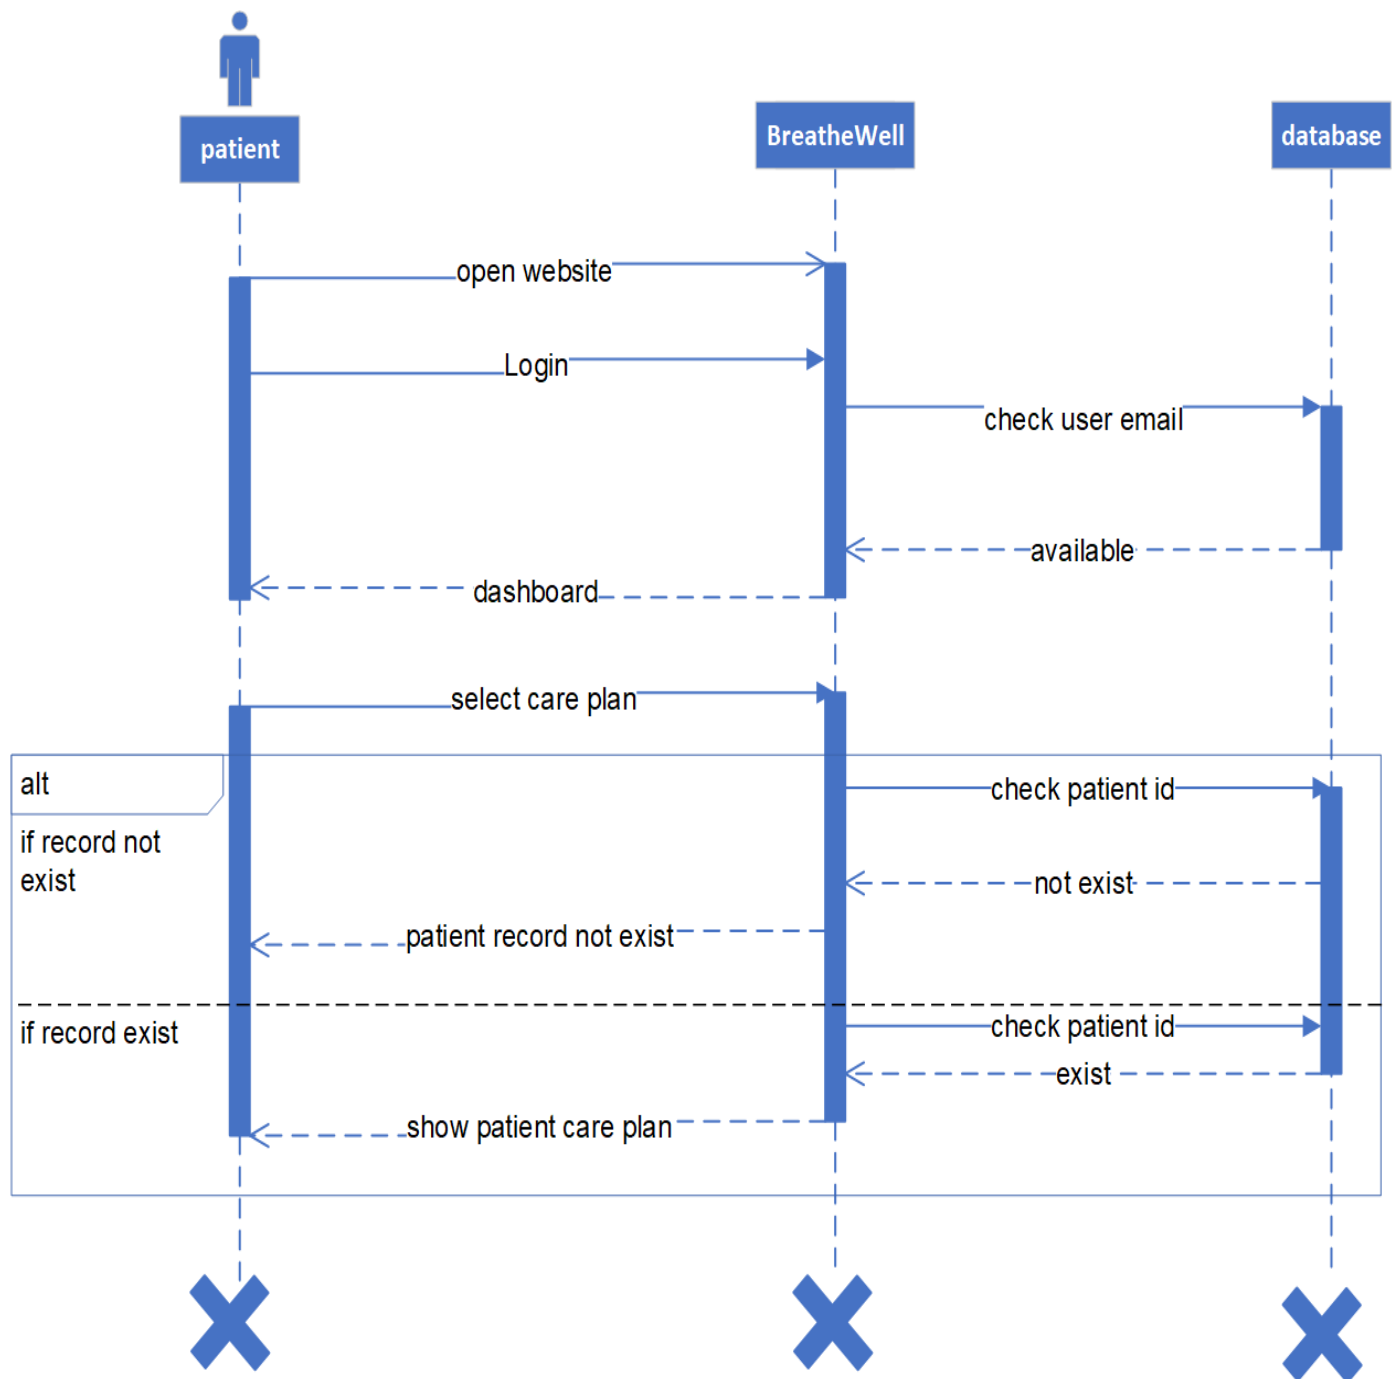 patient
BreatheWell
database
open website
Login
check user email
available
dashboard
select care plan
alt
check patient id
if record not
exist
not exist
patient record not exist
if record exist
check patient id
exist
show patient care plan